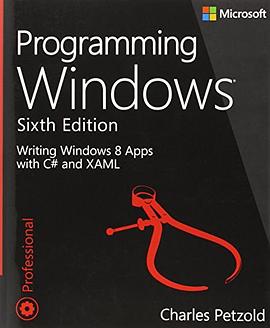 Microsoft
Programming
Windows®
Sixth Edition
Writing Windows 8 Apps
with C# and XAML
Professional
Charles Petzold